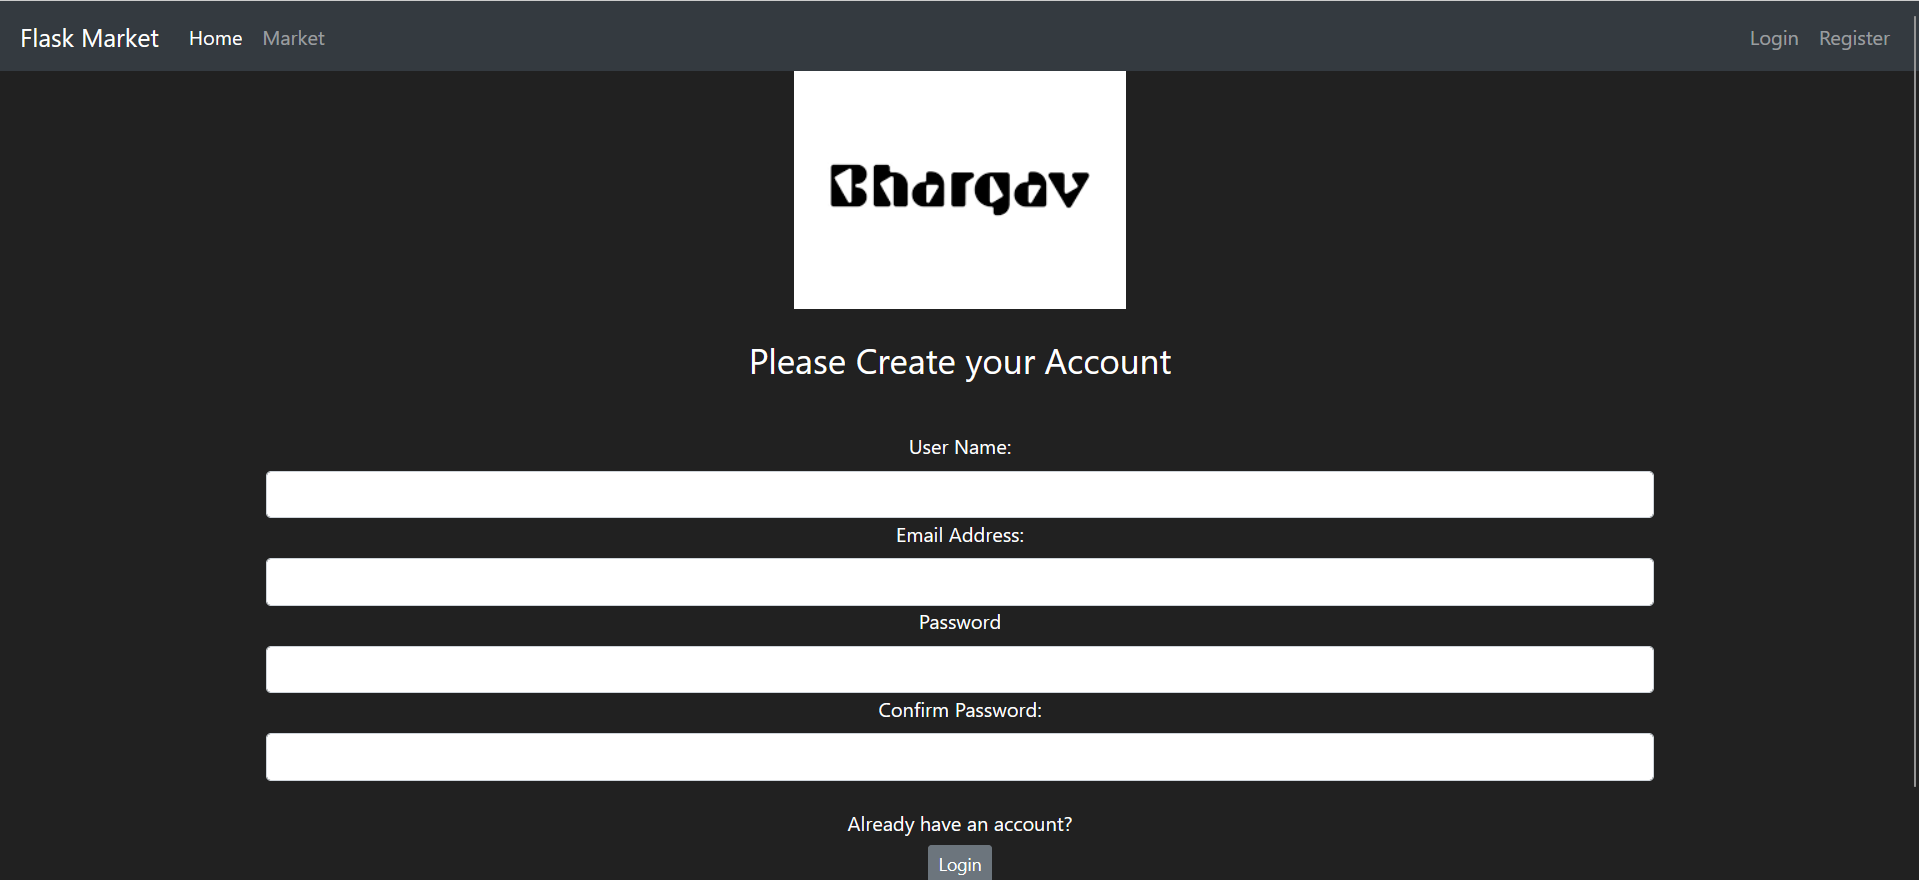 Flask Market Home Market Login Register
Bhargav
Please Create your Account
User Name:
Email Address:
Password
Confirm Password:
Already have an account?
Login